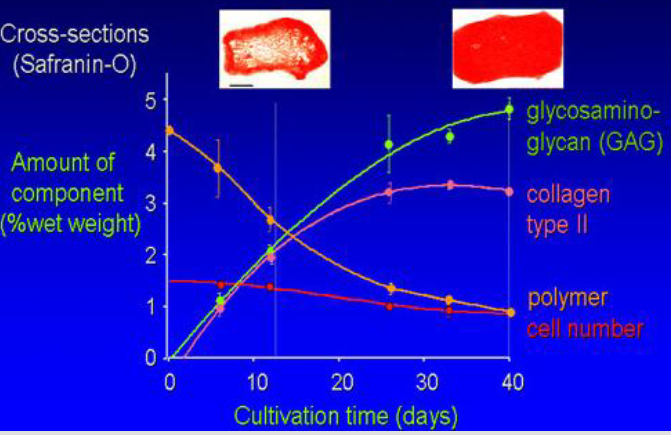 Cross-sections
(Safranin-O)
5
4
3
2
1
0
Amount of
component
(%wet weight)
glycosamino-
glycan (GAG)
collagen
type II
polymer
cell number
0 10 20 30 40
Cultivation time (days)